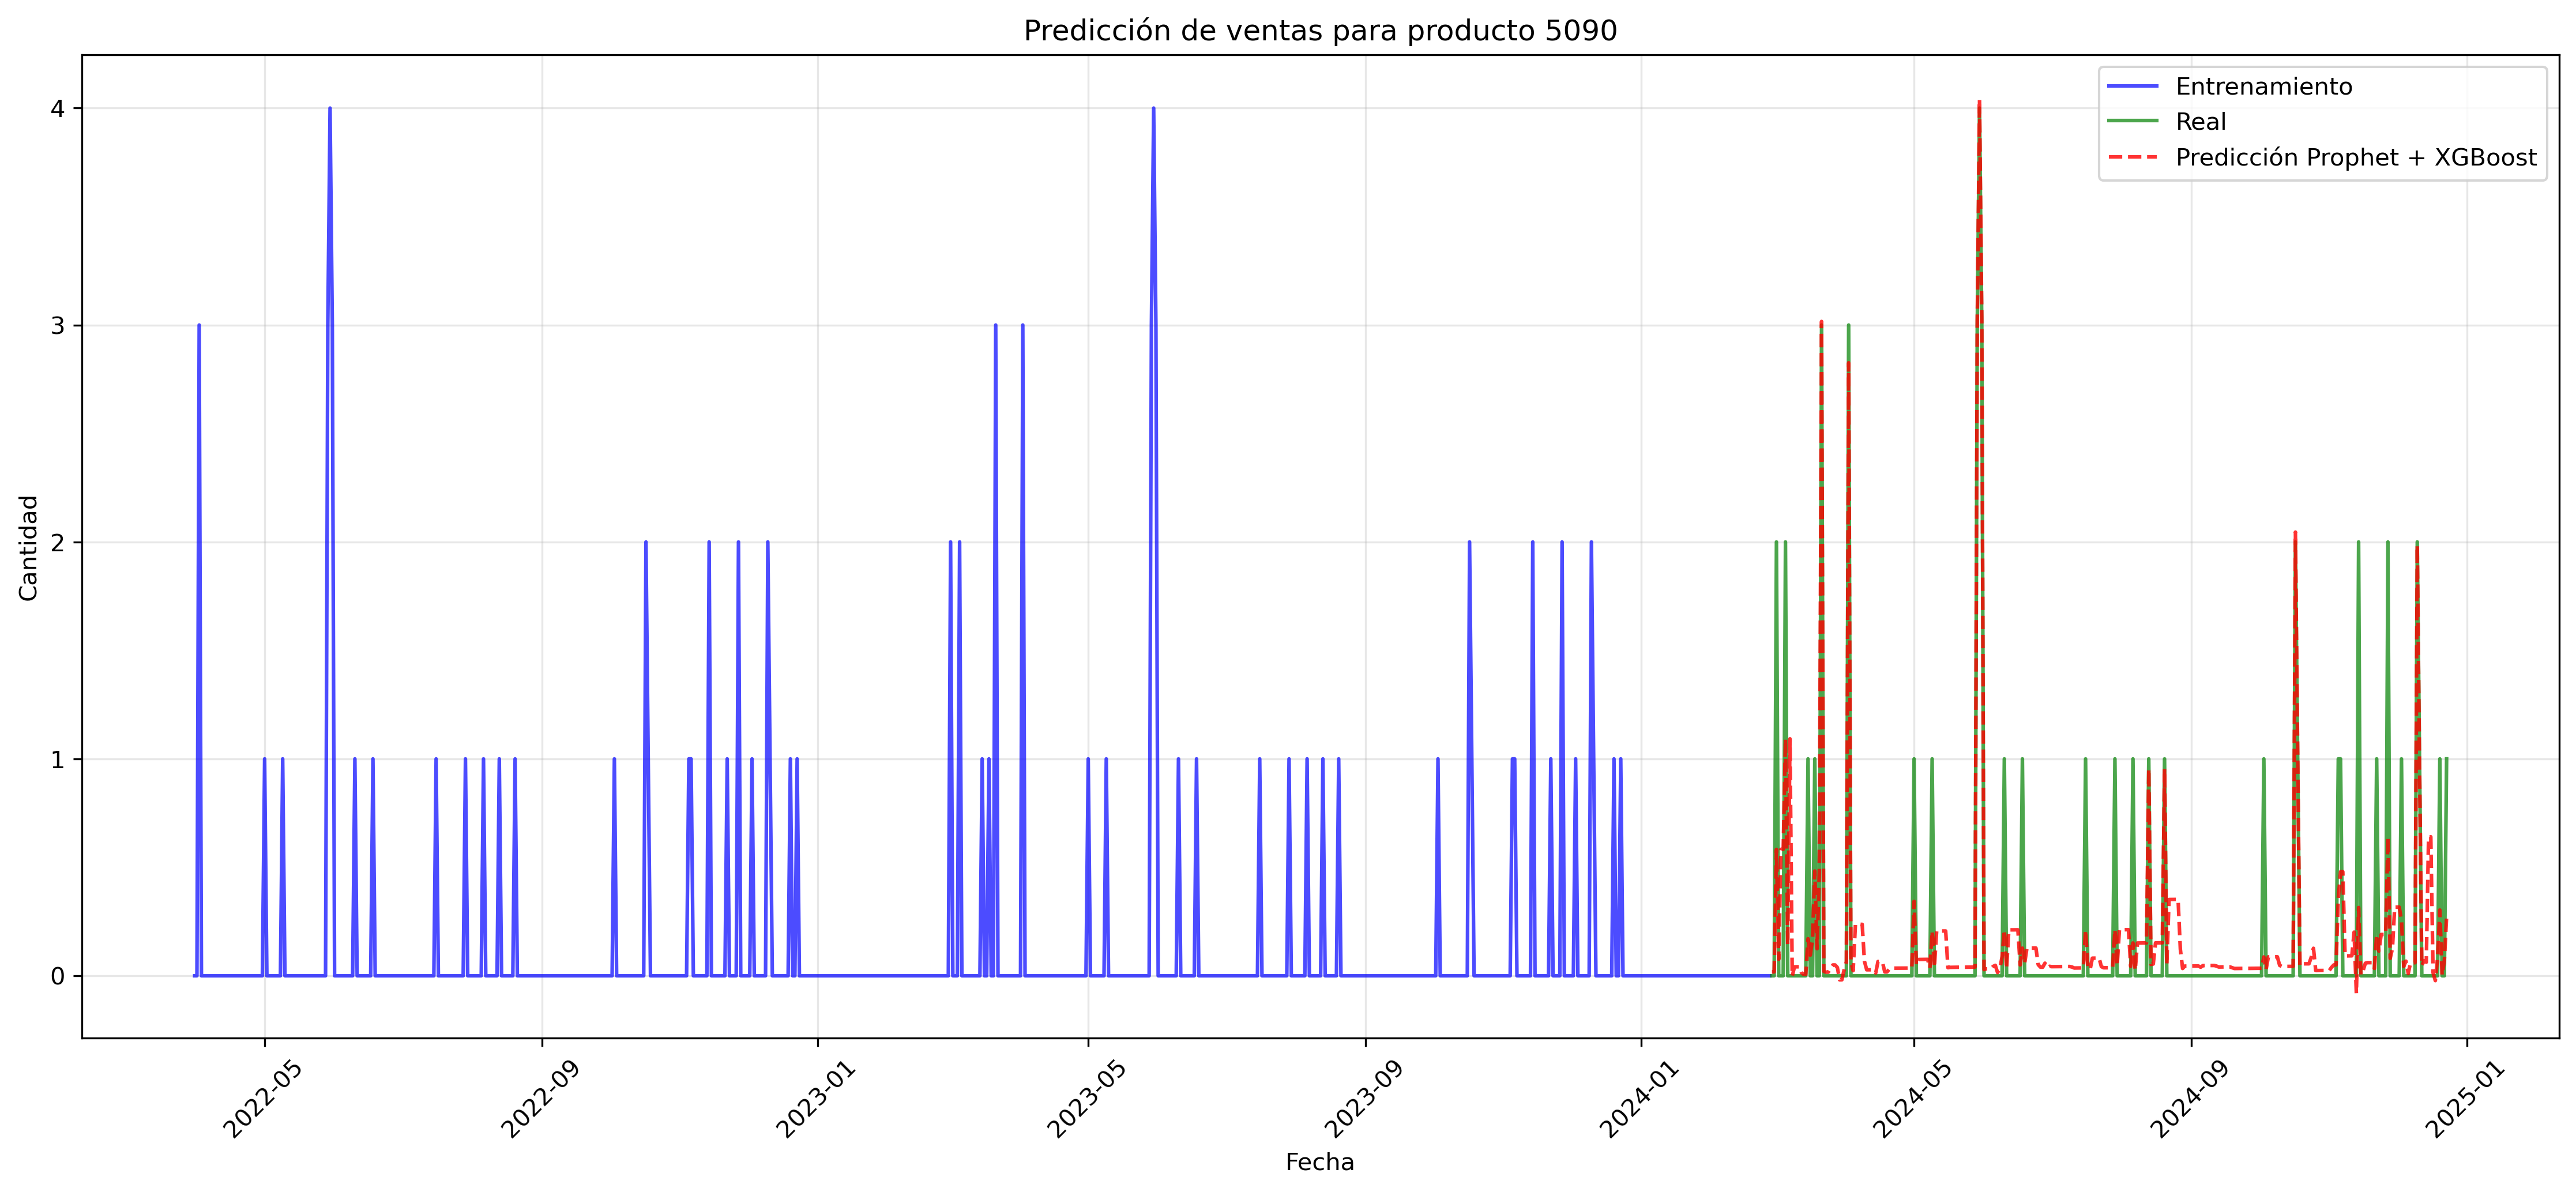 Predicción de ventas para producto 5090
Entrenamiento
Real
Predicción Prophet + XGBoost
Cantidad
4
3
2
1
0
2022-05
2022-09
2023-01
2023-05
2023-09
2024-01
2024-05
2024-09
2025-01
Fecha